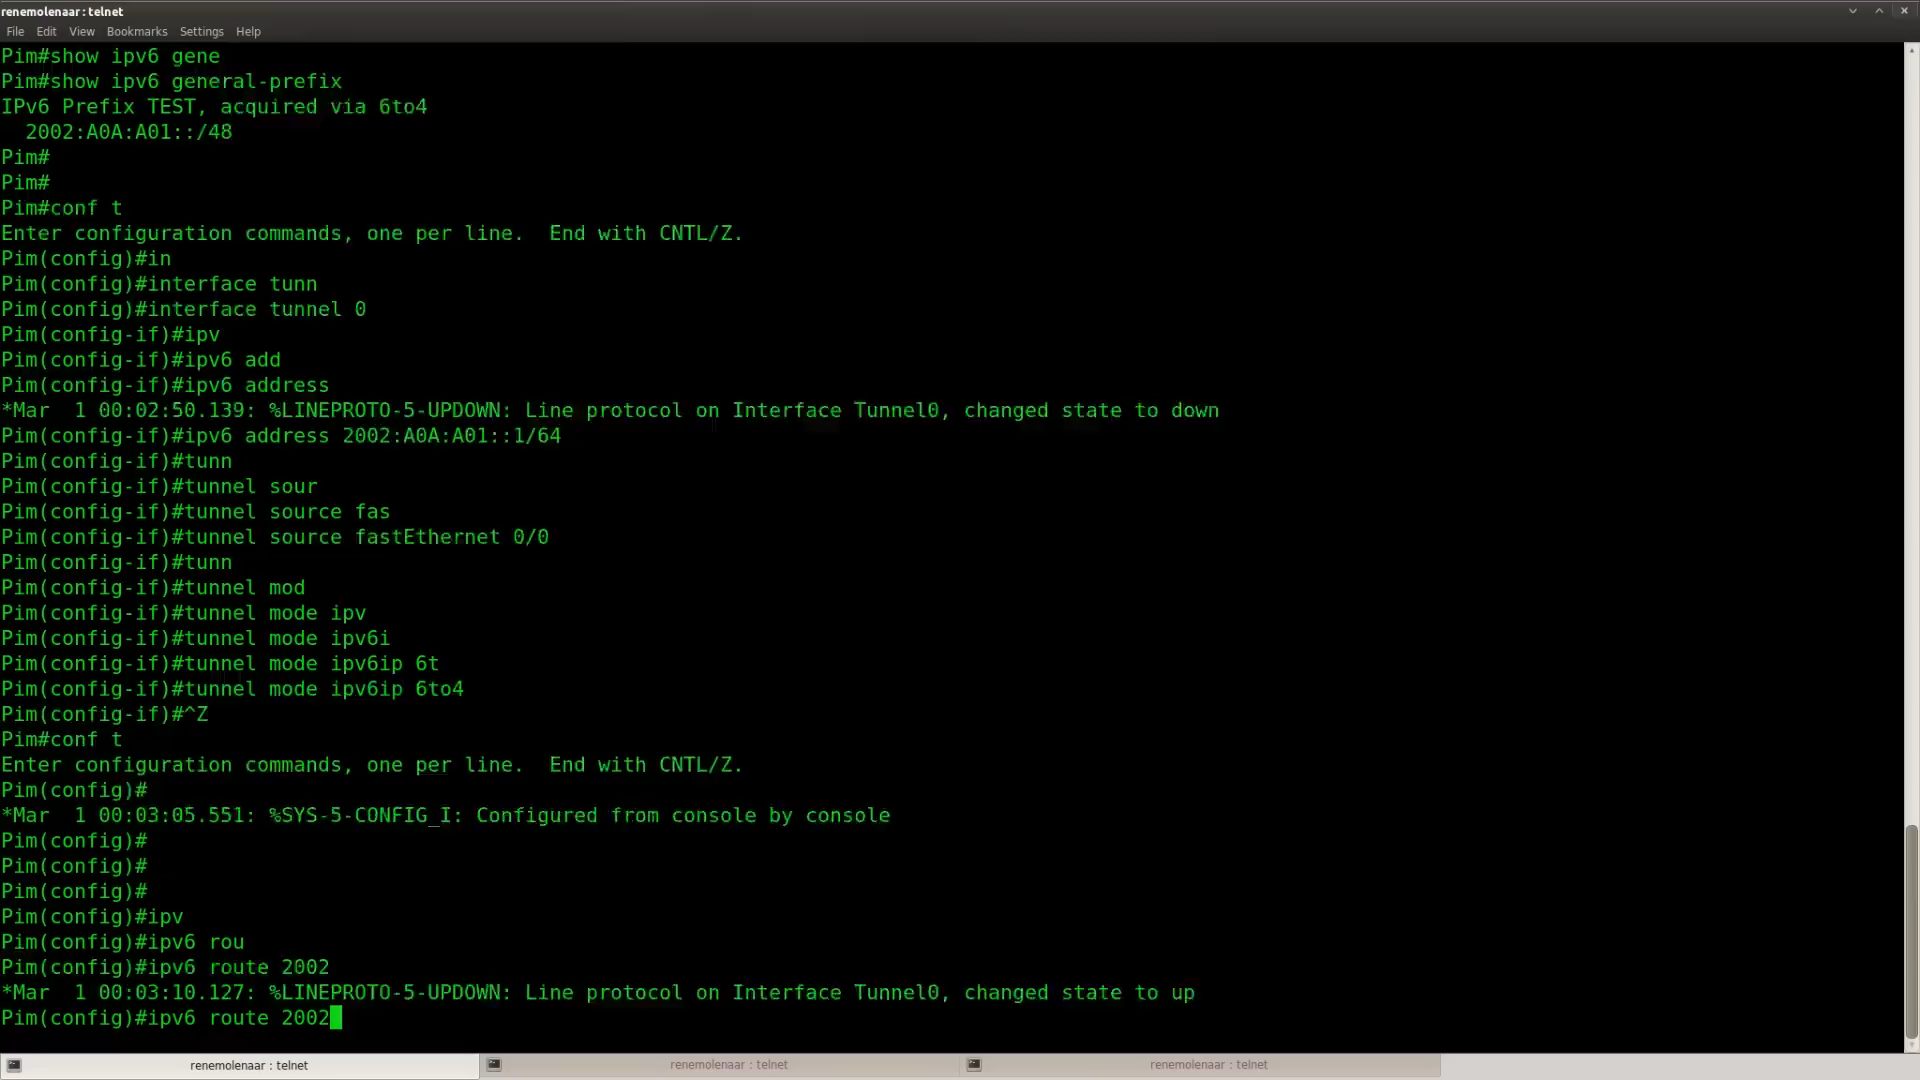 renemolenaar : telnet
File Edit View Bookmarks Settings Help
Pim#show ipv6 gene
Pim#show ipv6 general-prefix
IPv6 Prefix TEST, acquired via 6to4
  2002:A0A:A01::/48
Pim#
Pim#
Pim#conf t
Enter configuration commands, one per line.  End with CNTL/Z.
Pim(config)#in
Pim(config)#interface tunn
Pim(config)#interface tunnel 0
Pim(config-if)#ipv
Pim(config-if)#ipv6 add
Pim(config-if)#ipv6 address
*Mar  1 00:02:50.139: %LINEPROTO-5-UPDOWN: Line protocol on Interface Tunnel0, changed state to down
Pim(config-if)#ipv6 address 2002:A0A:A01::1/64
Pim(config-if)#tunn
Pim(config-if)#tunnel sour
Pim(config-if)#tunnel source fas
Pim(config-if)#tunnel source fastEthernet 0/0
Pim(config-if)#tunn
Pim(config-if)#tunnel mod
Pim(config-if)#tunnel mode ipv
Pim(config-if)#tunnel mode ipv6i
Pim(config-if)#tunnel mode ipv6ip 6t
Pim(config-if)#tunnel mode ipv6ip 6to4
Pim(config-if)#^Z
Pim#conf t
Enter configuration commands, one per line.  End with CNTL/Z.
Pim(config)#
*Mar  1 00:03:05.551: %SYS-5-CONFIG_I: Configured from console by console
Pim(config)#
Pim(config)#
Pim(config)#
Pim(config)#ipv
Pim(config)#ipv6 rou
Pim(config)#ipv6 route 2002
*Mar  1 00:03:10.127: %LINEPROTO-5-UPDOWN: Line protocol on Interface Tunnel0, changed state to up
Pim(config)#ipv6 route 2002
renemolenaar : telnet renemolenaar : telnet renemolenaar : telnet